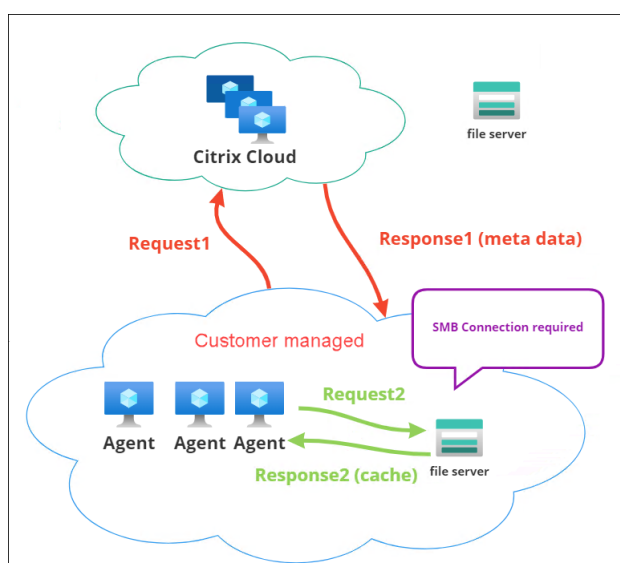 Citrix Cloud
file server
Request1
Response1 (meta data)
SMB Connection required
Customer managed
Request2
Agent
Agent
Agent
file server
Response2 (cache)